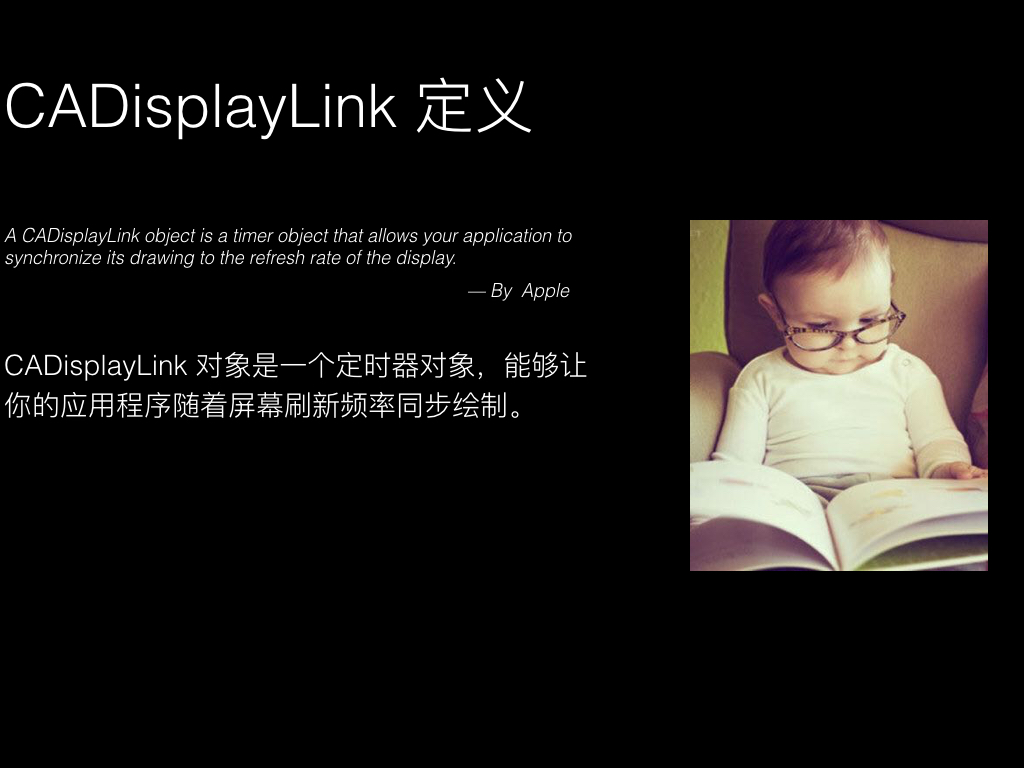 CADisplayLink 定义
A CADisplayLink object is a timer object that allows your application to
synchronize its drawing to the refresh rate of the display.
— By  Apple
CADisplayLink 对象是一个定时器对象，能够让
你的应用程序随着屏幕刷新频率同步绘制。